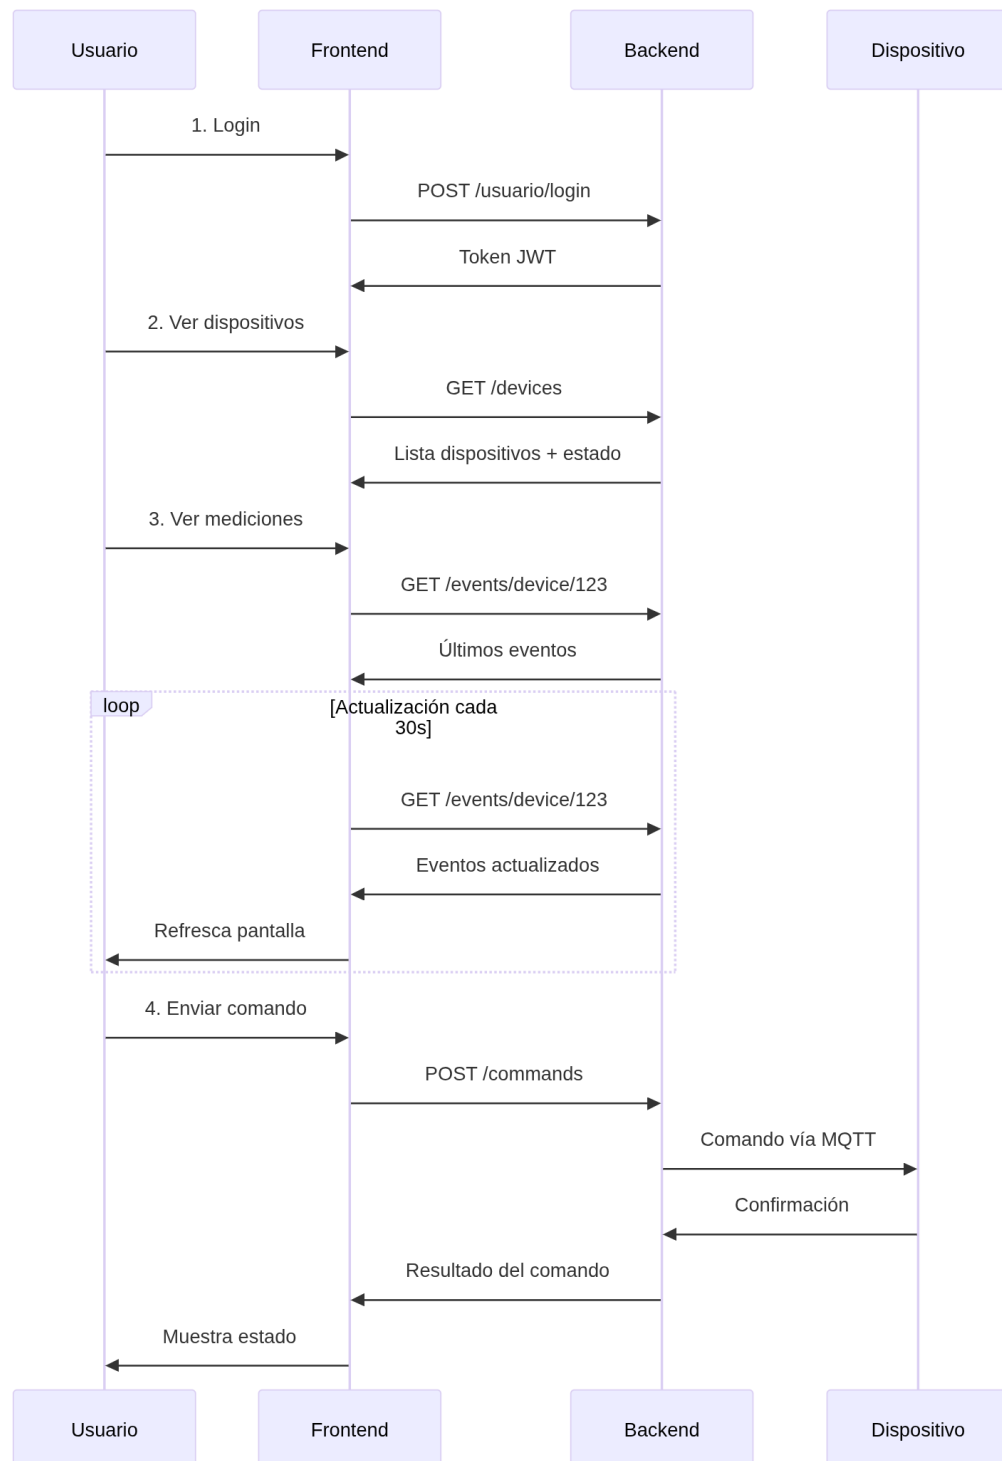 Usuario
Frontend
Backend
Dispositivo
1. Login
POST /usuario/login
Token JWT
2. Ver dispositivos
GET /devices
Lista dispositivos + estado
3. Ver mediciones
GET /events/device/123
Últimos eventos
loop
[Actualización cada
30s]
GET /events/device/123
Eventos actualizados
Refresca pantalla
4. Enviar comando
POST /commands
Comando vía MQTT
Confirmación
Resultado del comando
Muestra estado
Usuario
Frontend
Backend
Dispositivo